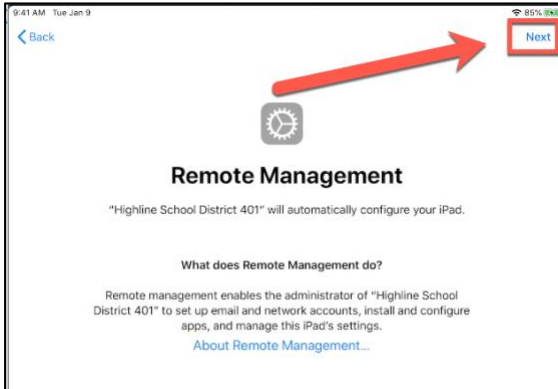 9:41 AM Tue Jan 9
85%
Back
Next
Remote Management
"Highline School District 401" will automatically configure your iPad.
What does Remote Management do?
Remote management enables the administrator of "Highline School
District 401" to set up email and network accounts, install and configure
apps, and manage this iPad's settings.
About Remote Management...